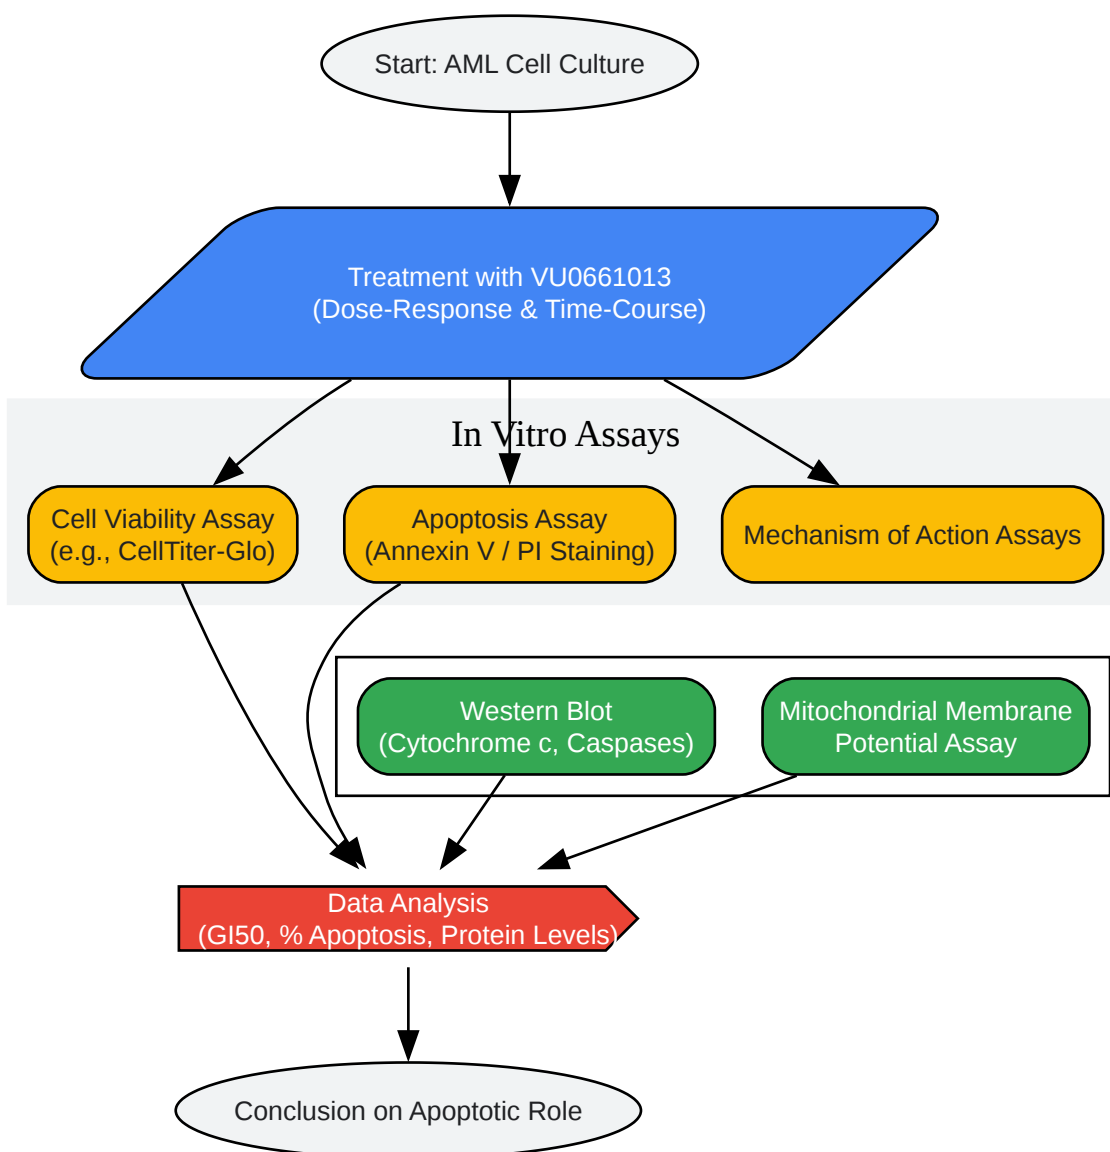 Start: AML Cell Culture
Treatment with VU0661013
(Dose-Response & Time-Course)
In Vitro Assays
Cell Viability Assay
(e.g., CellTiter-Glo)
Apoptosis Assay
(Annexin V / PI Staining)
Mechanism of Action Assays
Western Blot
(Cytochrome c, Caspases)
Mitochondrial Membrane
Potential Assay
Data Analysis
(GI50, % Apoptosis, Protein Levels)
Conclusion on Apoptotic Role